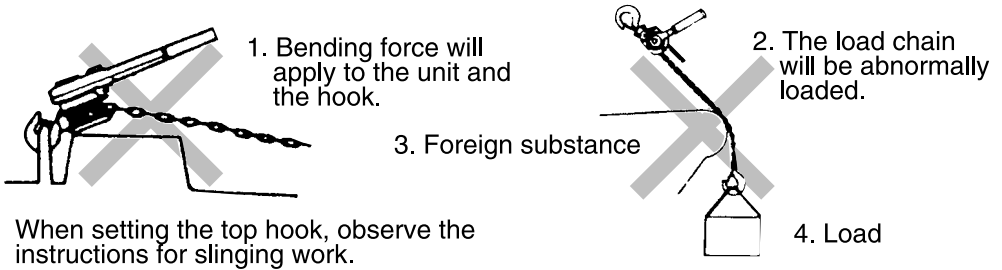 1. Bending force will
apply to the unit and
the hook.
2. The load chain
will be abnormally
loaded.
3. Foreign substance
4. Load
When setting the top hook, observe the
instructions for slinging work.